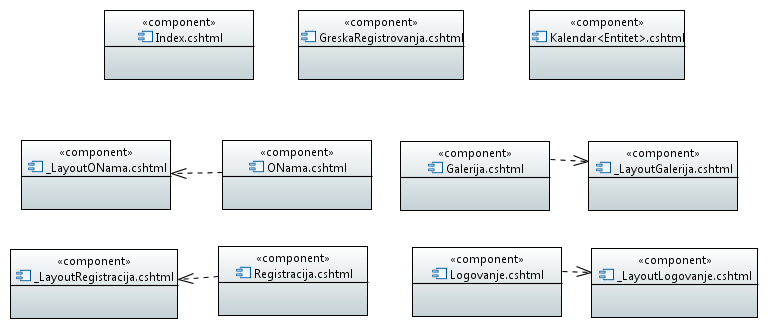 «component»
Index.cshtml
«component»
GreskaRegistrovanja.cshtml
«component»
Kalendar<Entitet>.cshtml
«component»
_LayoutONama.cshtml
«component»
ONama.cshtml
«component»
Galerija.cshtml
«component»
_LayoutGalerija.cshtml
«component»
_LayoutRegistracija.cshtml
«component»
Registracija.cshtml
«component»
Logovanje.cshtml
«component»
_LayoutLogovanje.cshtml